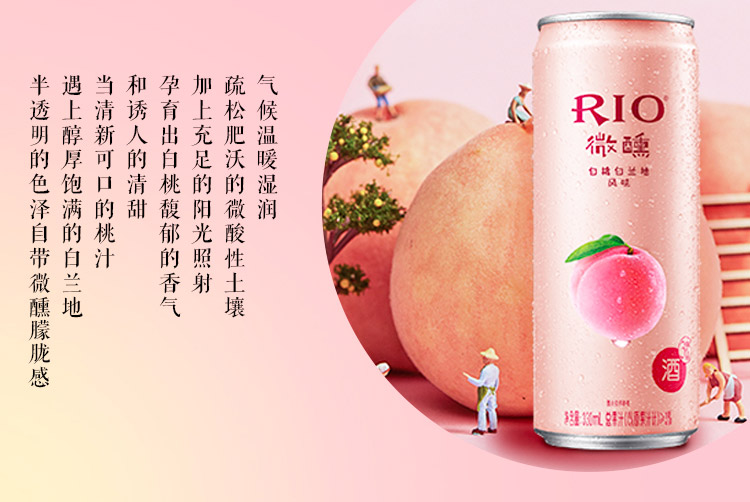 气候温暖湿润
疏松肥沃的微酸性土壤
加上充足的阳光照射
孕育出白桃馥郁的香气
和诱人的清甜
当清新可口的桃汁
遇上醇厚饱满的白兰地
半透明的色泽自带微醺朦胧感
RIO
微醺
白桃白兰地
风味
酒
净含量:330mL